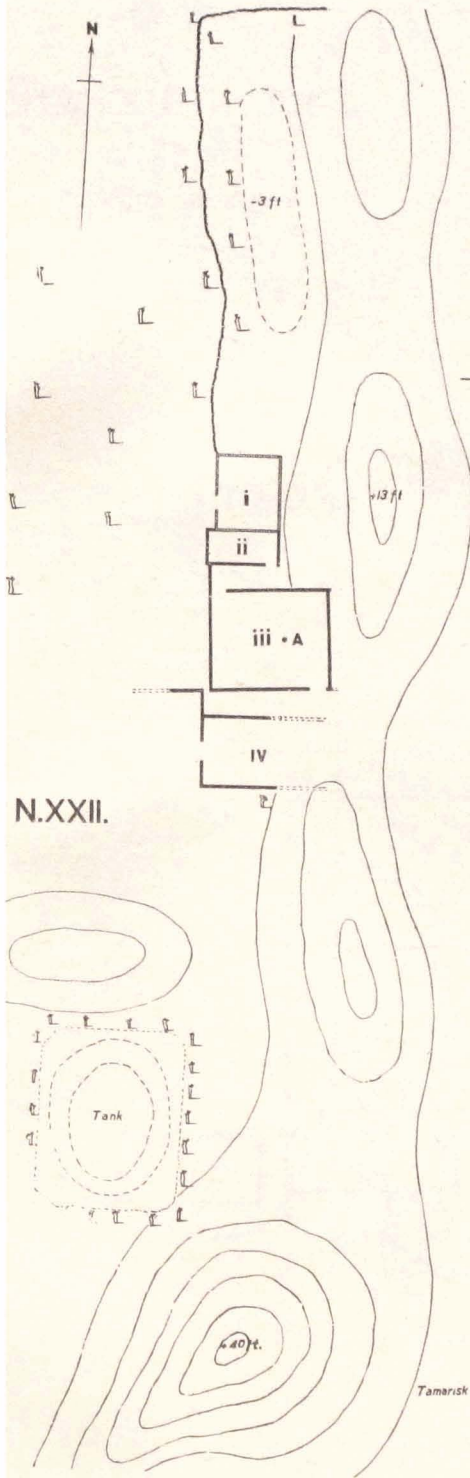 N
-3 ft
i
+13 ft
ii
iii • A
IV
N.XXII.
Tank
+40 ft.
Tamarisk